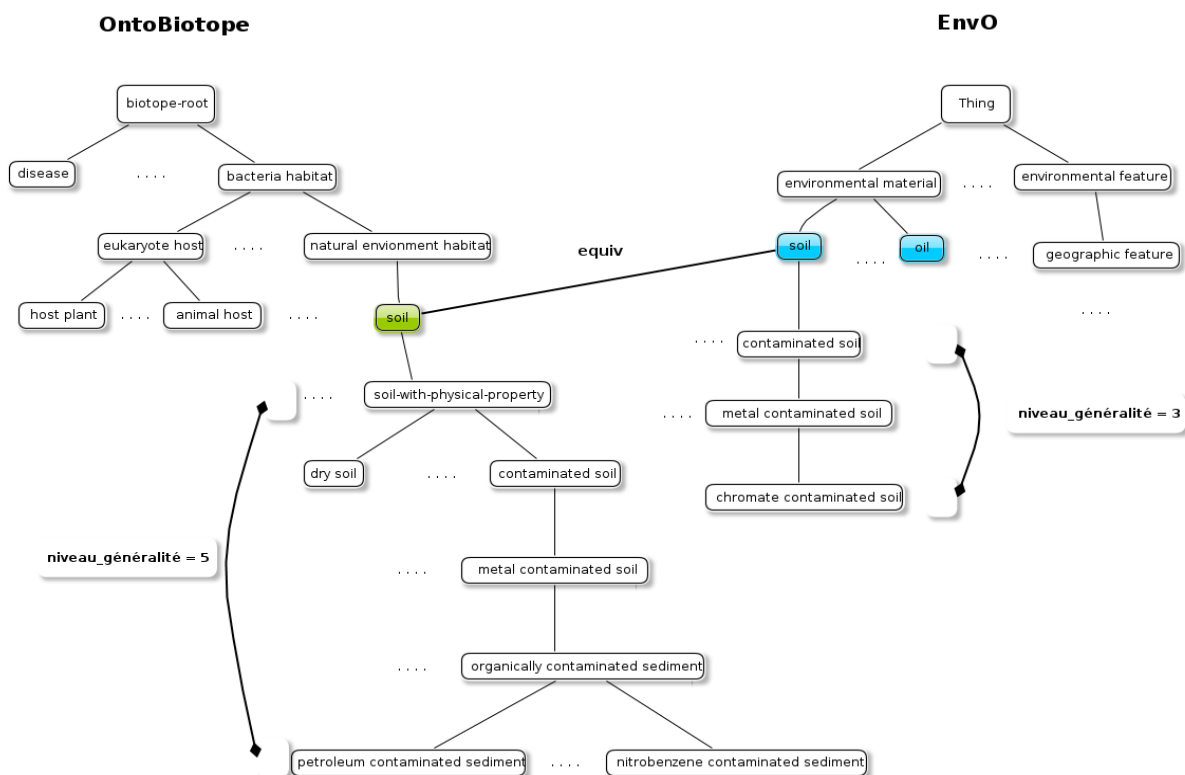 OntoBiotope
EnvO
biotope-root
Thing
disease
. . . .
bacteria habitat
environmental material
. . . .
environmental feature
eukaryote host
. . . .
natural envionment habitat
equiv
soil
. . . .
oil
. . . .
geographic feature
host plant
. . . .
animal host
. . . .
soil
. . . .
. . . .
contaminated soil
. . . .
soil-with-physical-property
. . . .
metal contaminated soil
niveau_généralité = 3
dry soil
. . . .
contaminated soil
chromate contaminated soil
niveau_généralité = 5
. . . .
metal contaminated soil
. . . .
organically contaminated sediment
petroleum contaminated sediment
. . . .
nitrobenzene contaminated sediment